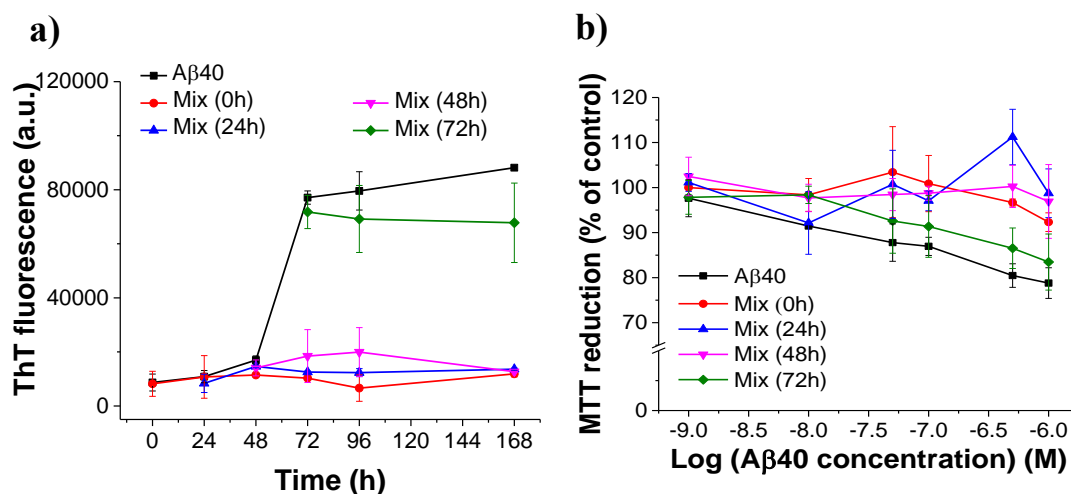 a)
ThT fluorescence (a.u.)
120000
80000
40000
0
Aβ40
Mix (0h)
Mix (24h)
Mix (48h)
Mix (72h)
0 24 48 72 96 120 144 168
Time (h)
b)
MTT reduction (% of control)
120
110
100
90
80
70
0
Aβ40
Mix (0h)
Mix (24h)
Mix (48h)
Mix (72h)
-9.0 -8.5 -8.0 -7.5 -7.0 -6.5 -6.0
Log (Aβ40 concentration) (M)